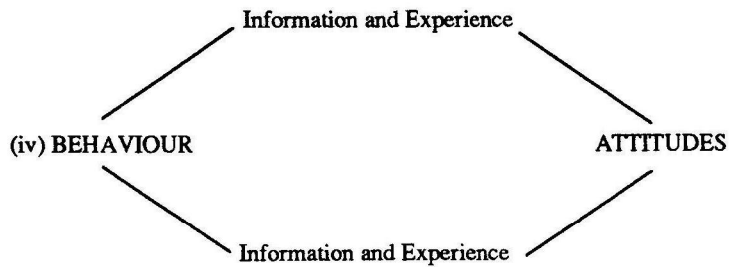 Information and Experience
(iv) BEHAVIOUR ATTITUDES
Information and Experience